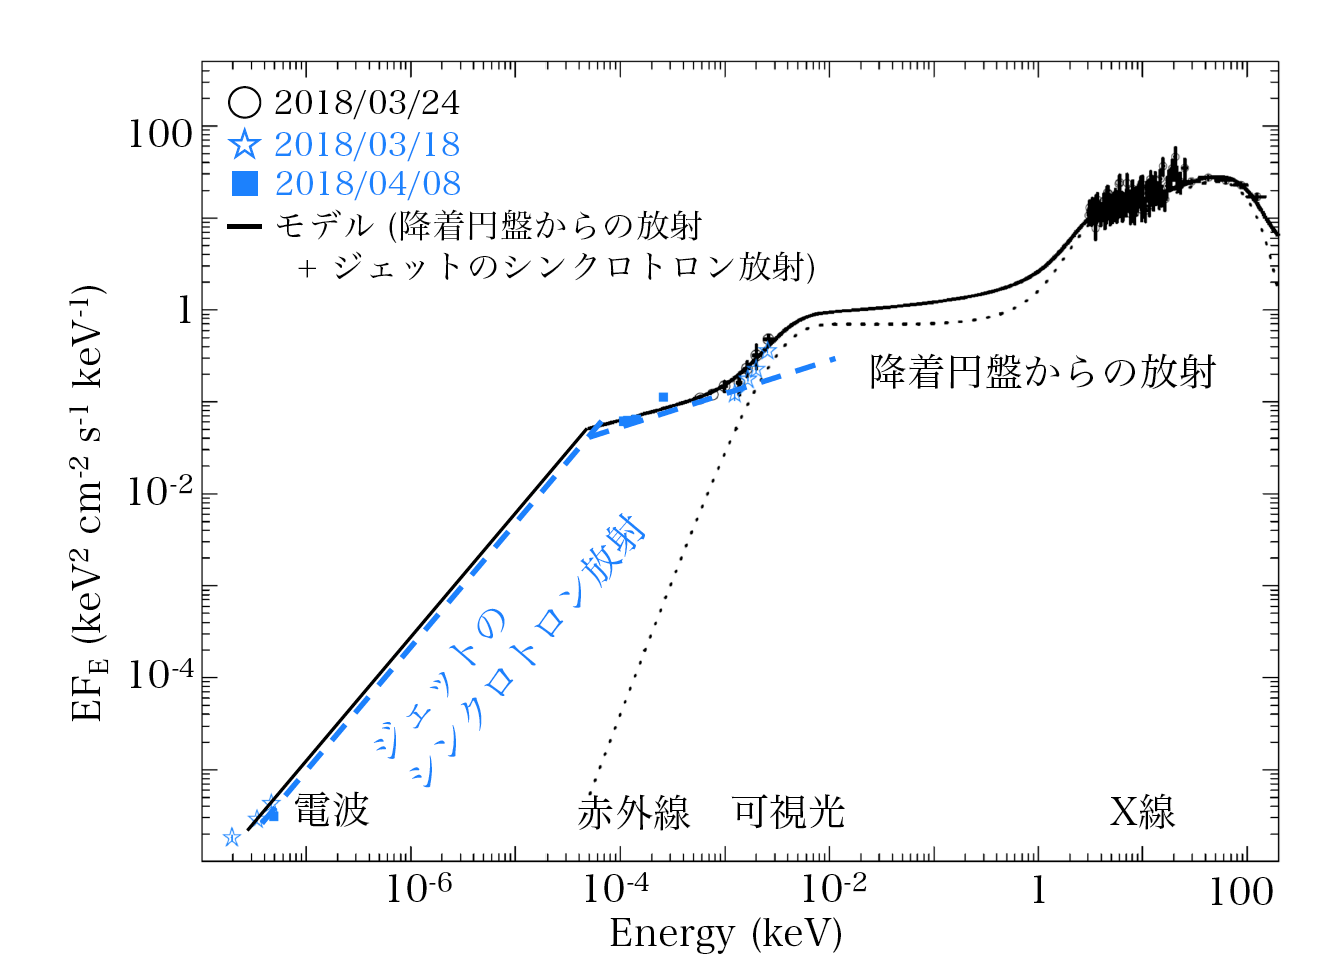 2018/03/24
2018/03/18
2018/04/08
モデル (降着円盤からの放射
+ ジェットのシンクロトロン放射)
100
1
10-2
10-4
EFE (keV2 cm-2 s-1 keV-1)
降着円盤からの放射
ジェットの
シンクロトロン放射
電波
赤外線
可視光
X線
10-6
10-4
10-2
1
100
Energy (keV)